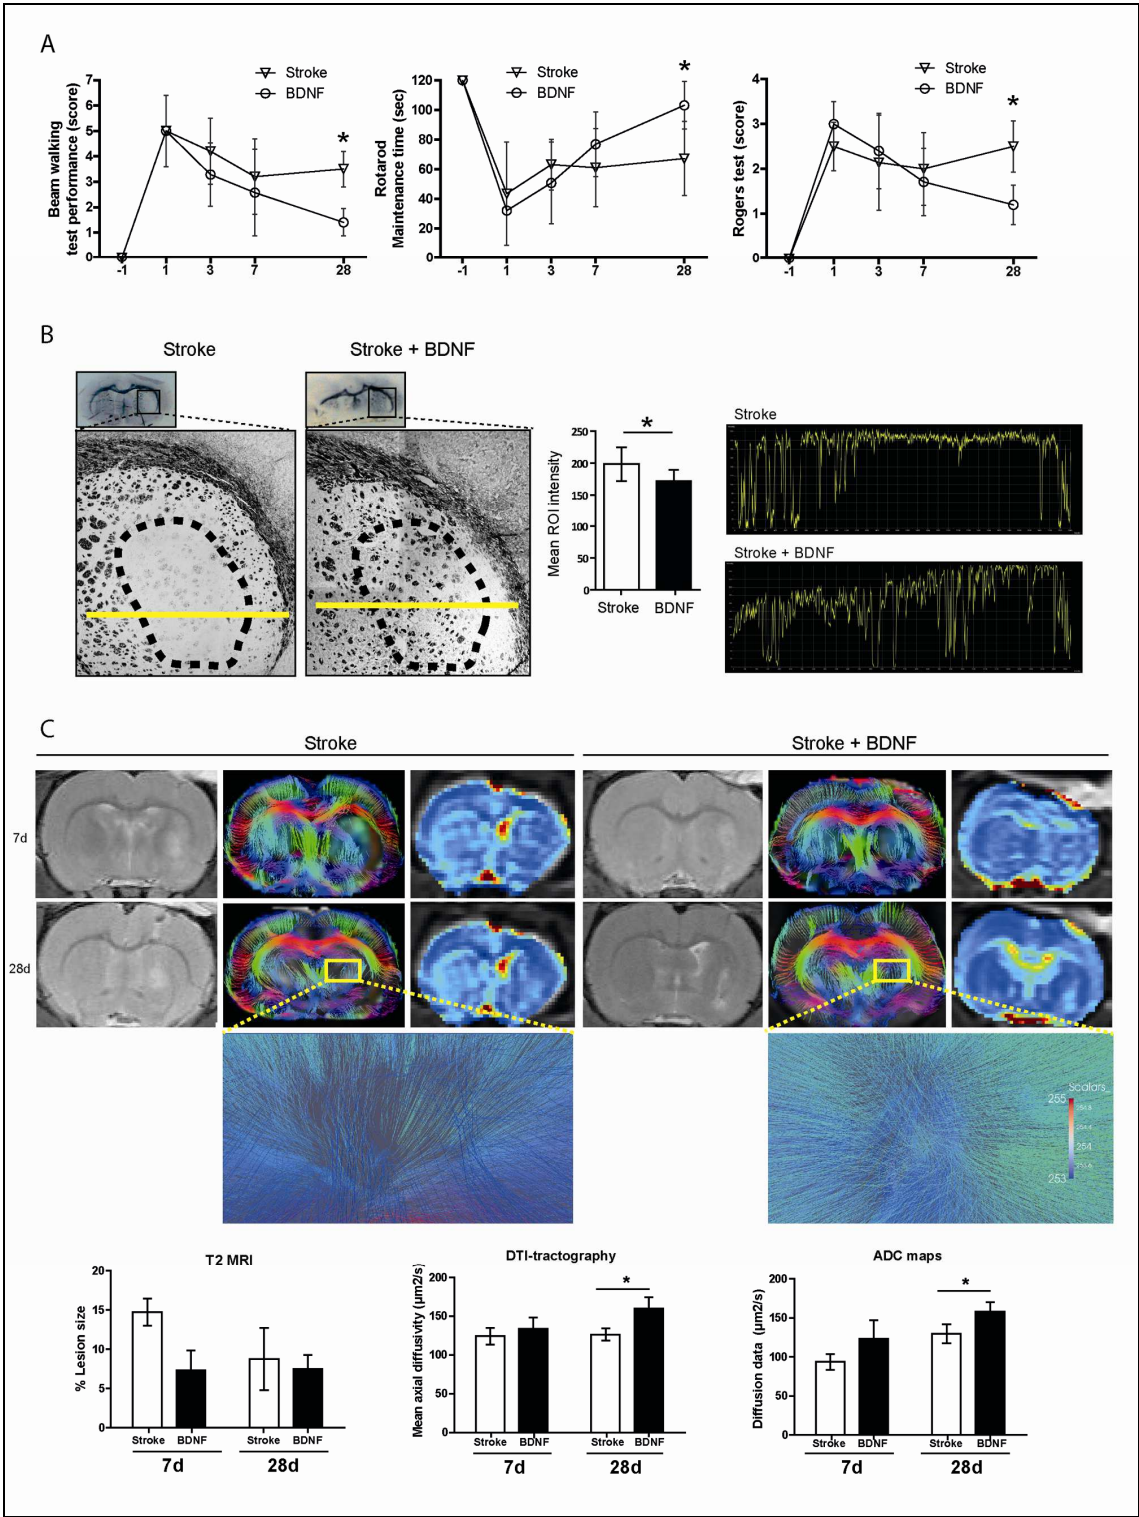 A
Stroke
BDNF
Beam walking
test performance (score)
7
6
5
4
3
2
1
0
*
-1 1 3 7 28
Stroke
BDNF
Rotarod
Maintenance time (sec)
120
100
80
60
40
20
0
*
-1 1 3 7 28
Stroke
BDNF
Rogers test (score)
4
3
2
1
0
*
-1 1 3 7 28
B
Stroke
Stroke + BDNF
Mean ROI intensity
250
200
150
100
50
0
*
Stroke BDNF
Stroke
Stroke + BDNF
C
Stroke
Stroke + BDNF
7d
28d
Scalars
255
254
253
T2 MRI
% Lesion size
20
15
10
5
0
Stroke BDNF Stroke BDNF
7d 28d
DTI-tractography
Mean axial diffusivity (µm2/s)
200
150
100
50
0
*
Stroke BDNF Stroke BDNF
7d 28d
ADC maps
Diffusion data (µm2/s)
200
150
100
50
0
*
Stroke BDNF Stroke BDNF
7d 28d